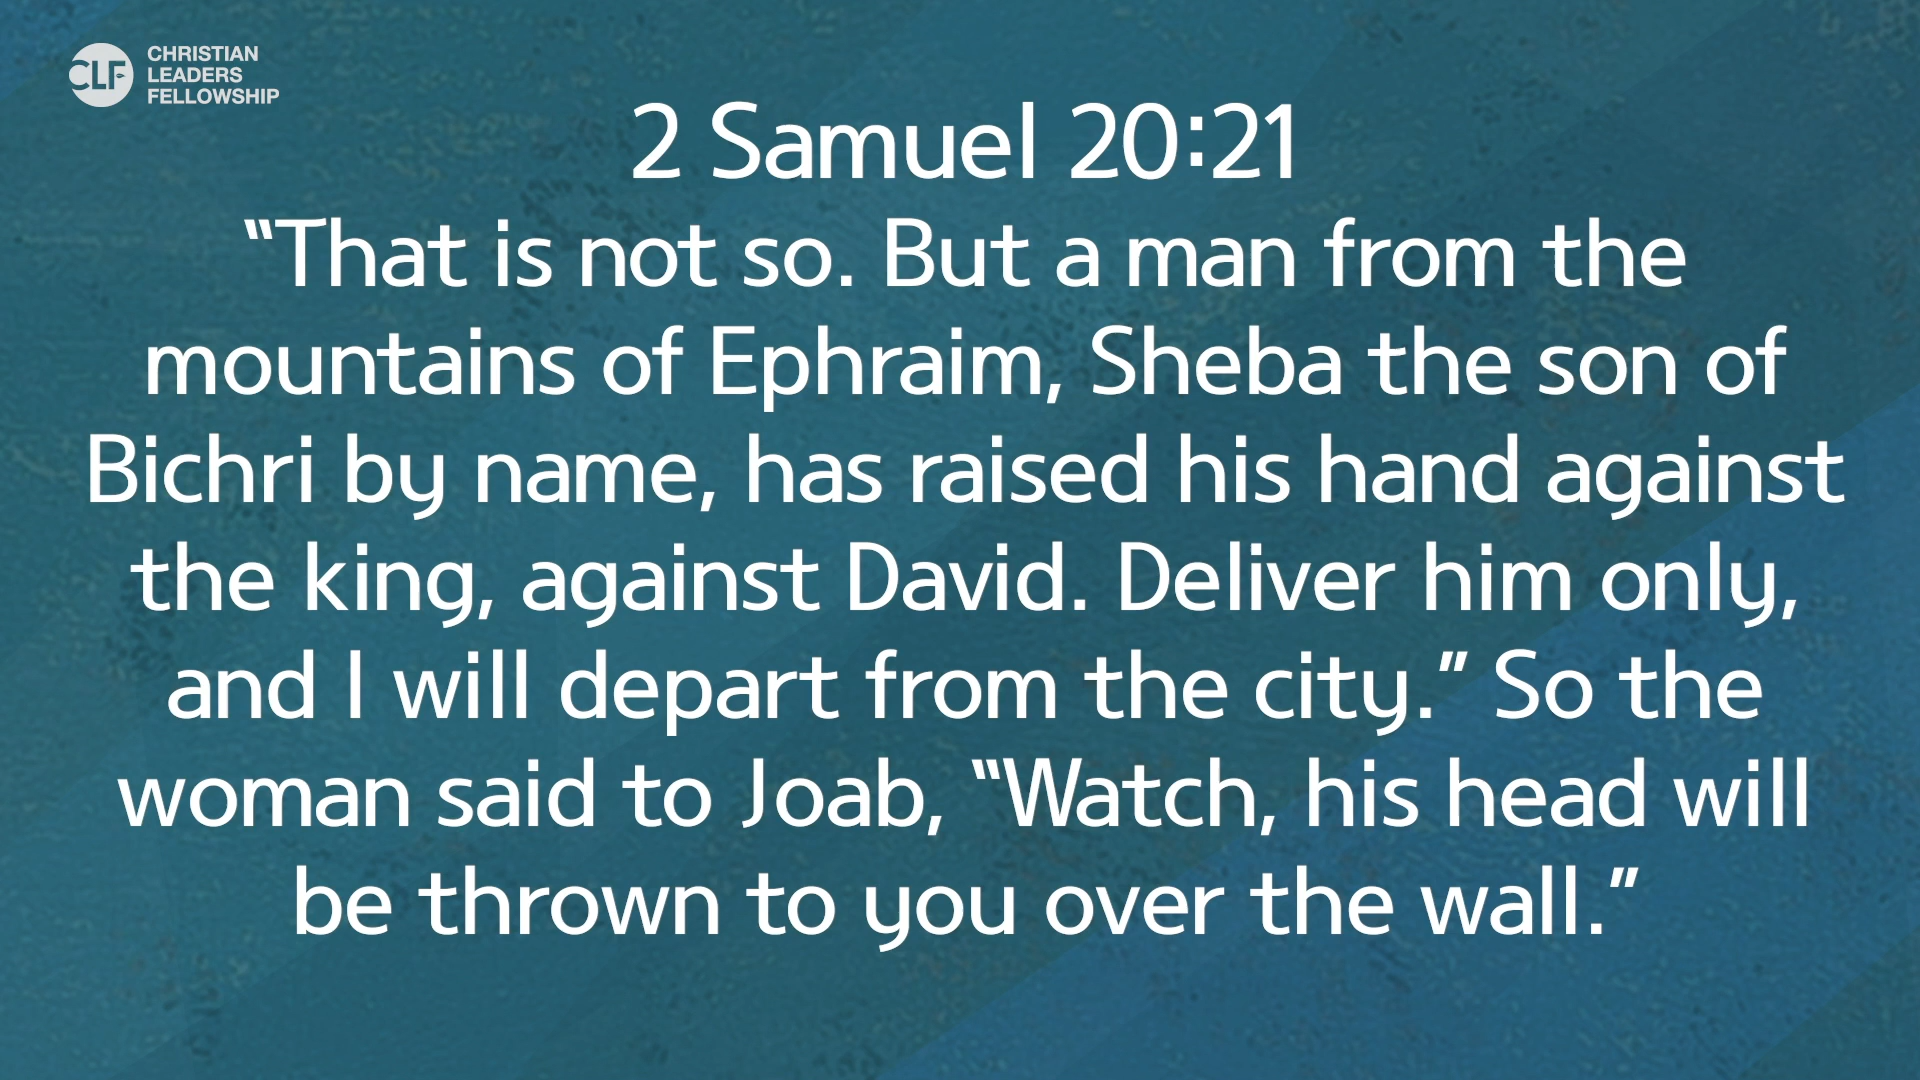 CLF
CHRISTIAN
LEADERS
FELLOWSHIP
2 Samuel 20:21
“That is not so. But a man from the
mountains of Ephraim, Sheba the son of
Bichri by name, has raised his hand against
the king, against David. Deliver him only,
and I will depart from the city.” So the
woman said to Joab, “Watch, his head will
be thrown to you over the wall.”